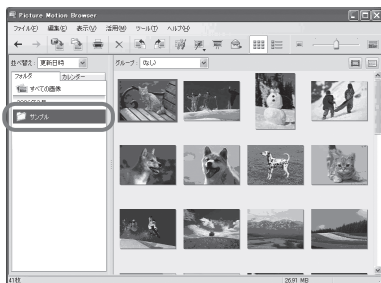 Picture Motion Browser
ファイル(F) 編集(E) 表示(V) 活用(W) ツール(T) ヘルプ(H)
並べ替え: 更新日時 グループ: なし
フォルダ カレンダー
すべての画像
サンプル
41枚 26.91 MB